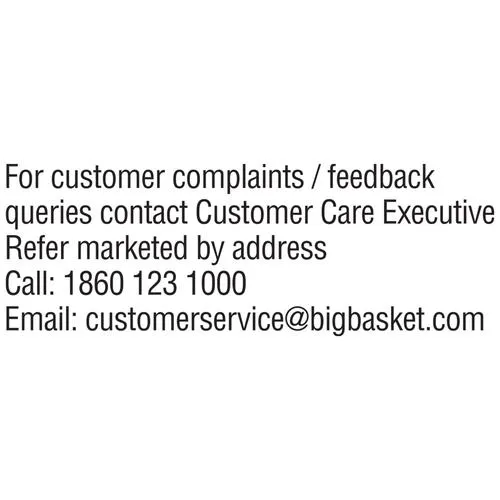 For customer complaints / feedback
queries contact Customer Care Executive
Refer marketed by address
Call: 1860 123 1000
Email: customerservice@bigbasket.com